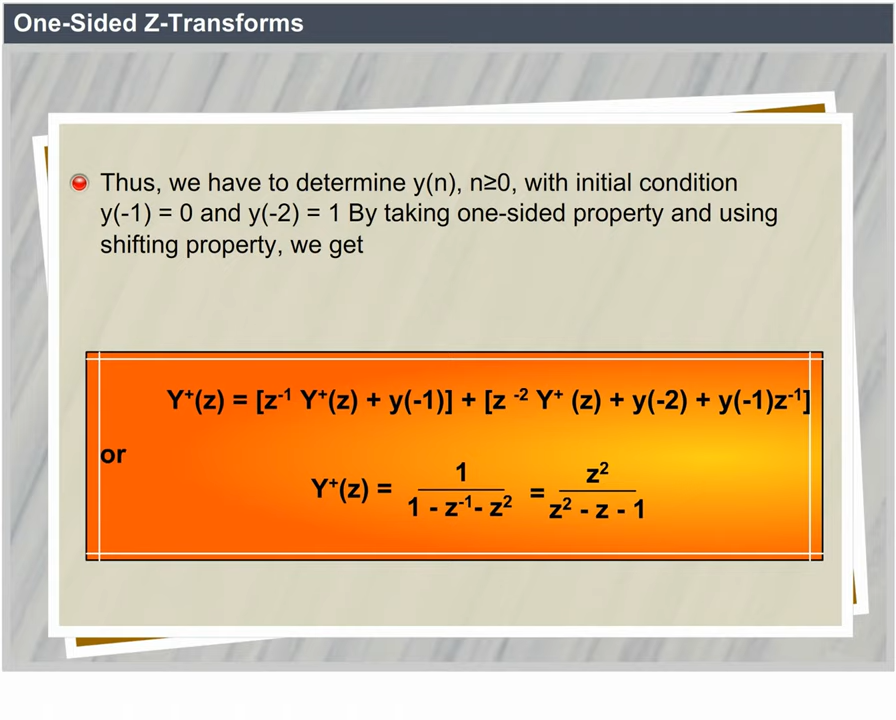 One-Sided Z-Transforms
Thus, we have to determine y(n), n≥0, with initial condition
y(-1) = 0 and y(-2) = 1 By taking one-sided property and using
shifting property, we get
Y⁺(z) = [z⁻¹ Y⁺(z) + y(-1)] + [z ⁻² Y⁺ (z) + y(-2) + y(-1)z⁻¹]
or
Y⁺(z) = 1 / (1 - z⁻¹- z²) = z² / (z² - z - 1)